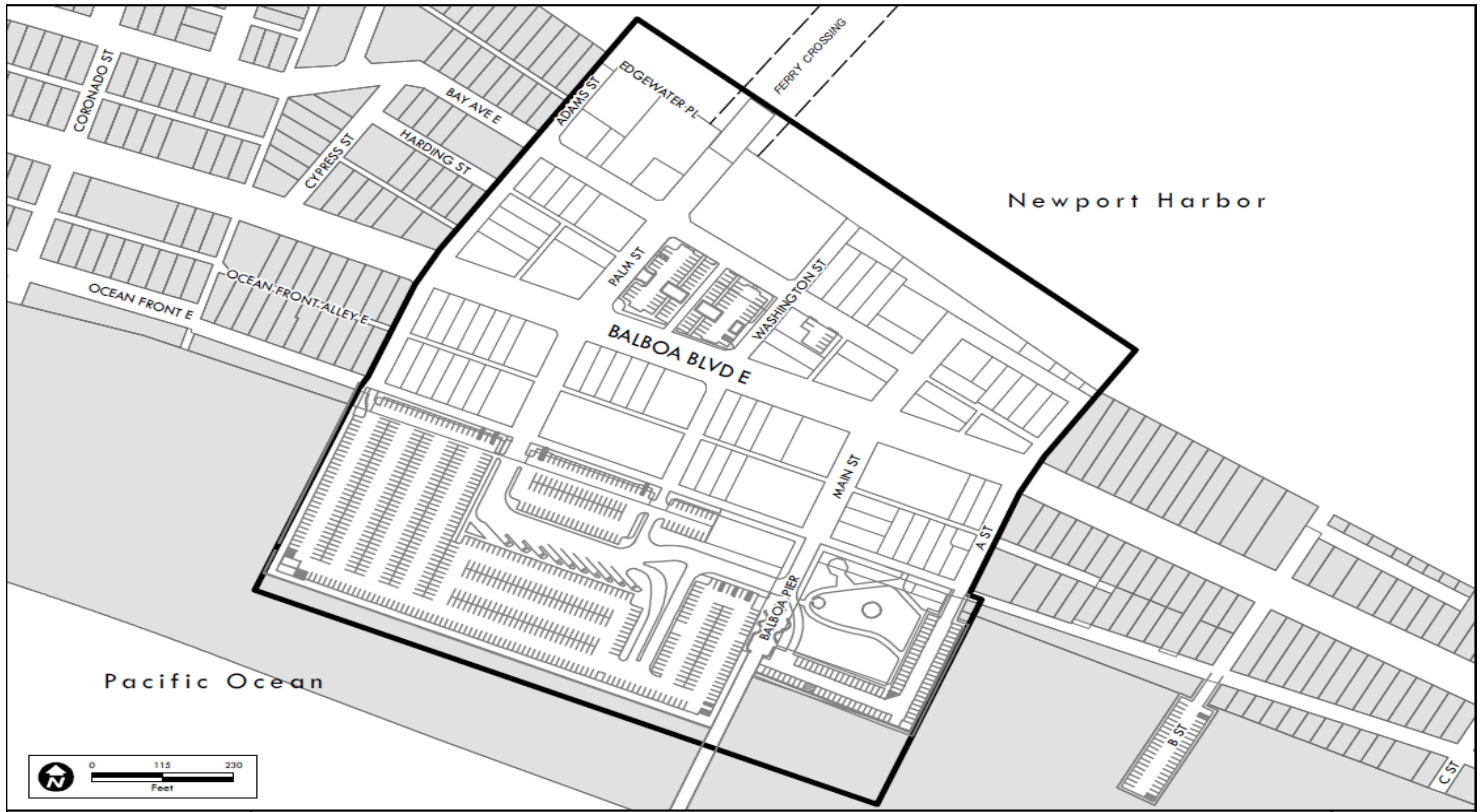 FERRY CROSSING
CORONADO ST
EDGEWATER PL
ADAMS ST
BAY AVE E
HARDING ST
CYPRESS ST
Newport Harbor
PALM ST
WASHINGTON ST
OCEAN FRONT ALLEY E
OCEAN FRONT E
BALBOA BLVD E
MAIN ST
A ST
BALBOA PIER
Pacific Ocean
B ST
C ST
N
0 115 230
Feet